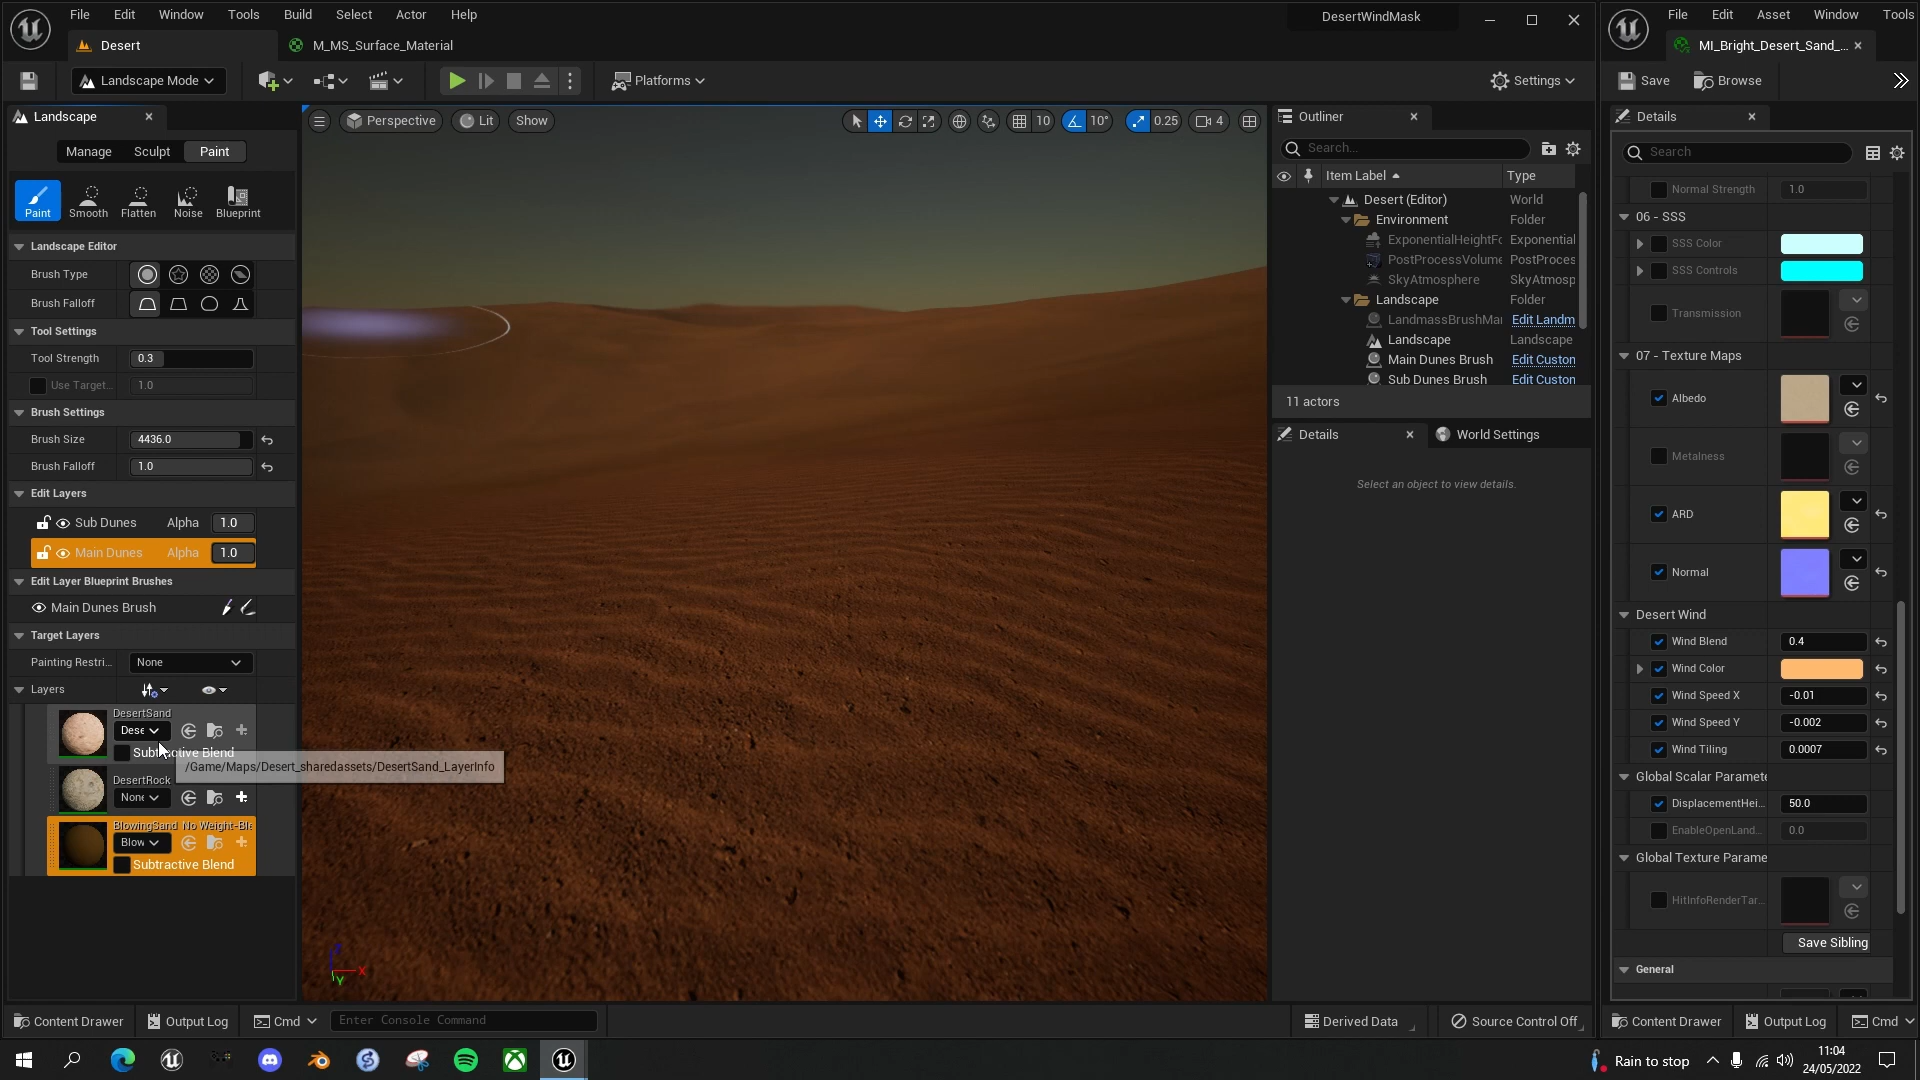 File Edit Window Tools Build Select Actor Help
DesertWindMask
File Edit Asset Window Tools
Desert
M_MS_Surface_Material
MI_Bright_Desert_Sand_...
Landscape Mode
Platforms
Settings
Save
Browse
Landscape
Perspective
Lit
Show
10
10°
0.25
4
Outliner
Details
Manage
Sculpt
Paint
Search...
Search
Item Label
Type
Paint
Smooth
Flatten
Noise
Blueprint
Normal Strength
1.0
Desert (Editor)
World
06 - SSS
Environment
Folder
Landscape Editor
ExponentialHeightFo
Exponential
SSS Color
Brush Type
PostProcessVolume
PostProces
SSS Controls
SkyAtmosphere
SkyAtmosp
Brush Falloff
Landscape
Folder
Transmission
LandmassBrushMan
Edit Landm
Tool Settings
Landscape
Landscape
Tool Strength
0.3
Main Dunes Brush
Edit Custon
07 - Texture Maps
Use Target...
1.0
Sub Dunes Brush
Edit Custon
Albedo
11 actors
Brush Settings
Brush Size
4436.0
Details
World Settings
Metalness
Brush Falloff
1.0
Select an object to view details.
Edit Layers
ARD
Sub Dunes
Alpha
1.0
Main Dunes
Alpha
1.0
Normal
Edit Layer Blueprint Brushes
Main Dunes Brush
Desert Wind
Target Layers
Wind Blend
0.4
Painting Restri...
None
Wind Color
Layers
Wind Speed X
-0.01
DesertSand
Wind Speed Y
-0.002
Dese
Subtractive Blend
Wind Tiling
0.0007
/Game/Maps/Desert_sharedassets/DesertSand_LayerInfo
Global Scalar Paramete
DesertRock
None
DisplacementHei...
50.0
BlowingSand No Weight-Ble
EnableOpenLand...
0.0
Blow
Global Texture Parame
Subtractive Blend
HitInfoRenderTar...
Save Sibling
General
Z
X
Y
Content Drawer
Output Log
Cmd
Enter Console Command
Derived Data
Source Control Off
Content Drawer
Output Log
Cmd
Rain to stop
11:04
24/05/2022